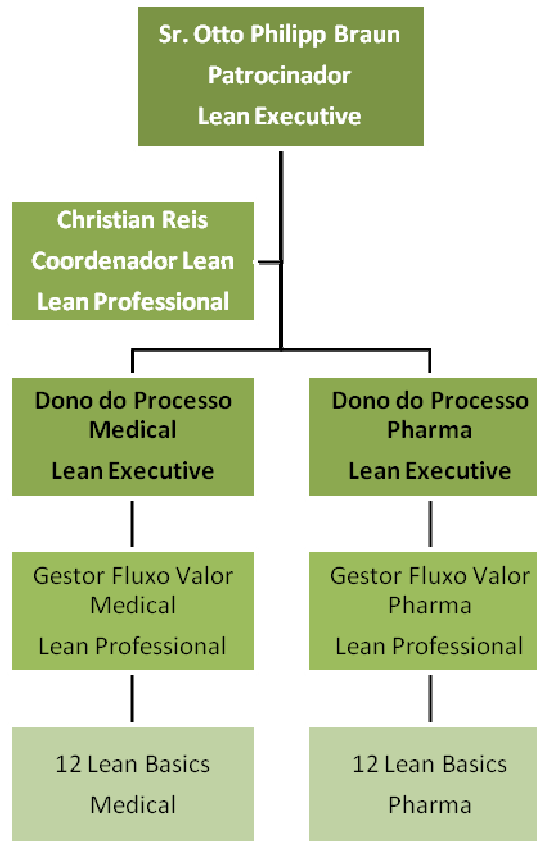 Sr. Otto Philipp Braun
Patrocinador
Lean Executive
Christian Reis
Coordenador Lean
Lean Professional
Dono do Processo
Medical
Lean Executive
Dono do Processo
Pharma
Lean Executive
Gestor Fluxo Valor
Medical
Lean Professional
Gestor Fluxo Valor
Pharma
Lean Professional
12 Lean Basics
Medical
12 Lean Basics
Pharma